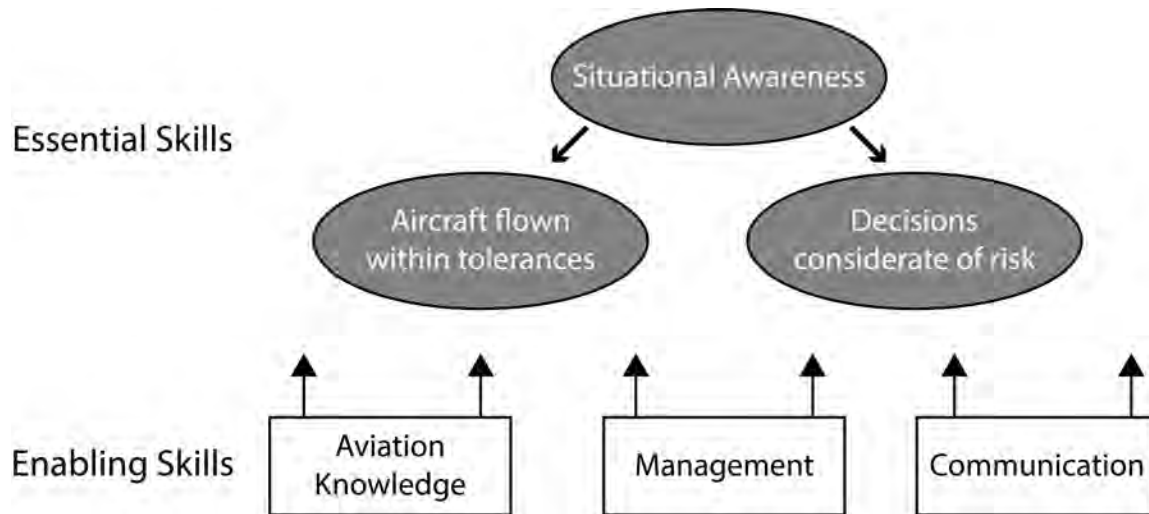 Situational Awareness
Essential Skills
Aircraft flown
within tolerances
Decisions
considerate of risk
Enabling Skills
Aviation
Knowledge
Management
Communication